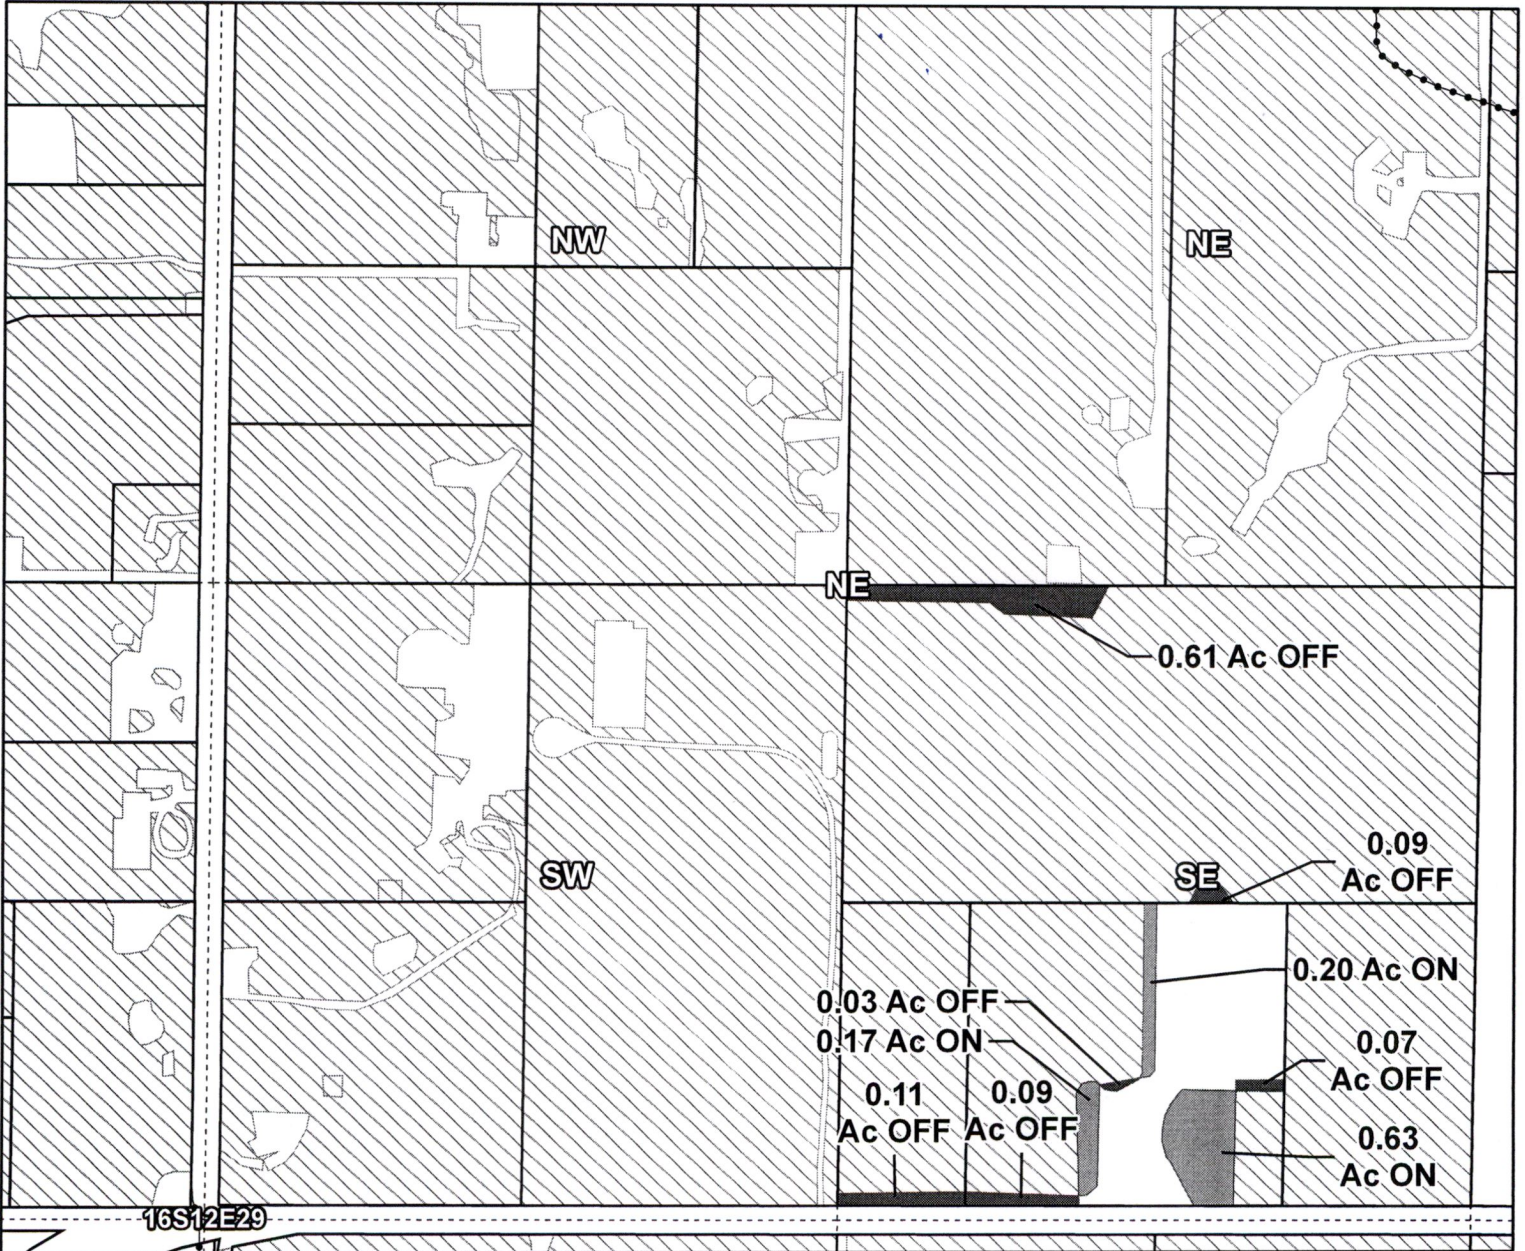 NW
NE
NE
0.61 Ac OFF
SW
SE
0.09
Ac OFF
0.20 Ac ON
0.03 Ac OFF
0.17 Ac ON
0.07
Ac OFF
0.11
Ac OFF
0.09
Ac OFF
0.63
Ac ON
16S12E29